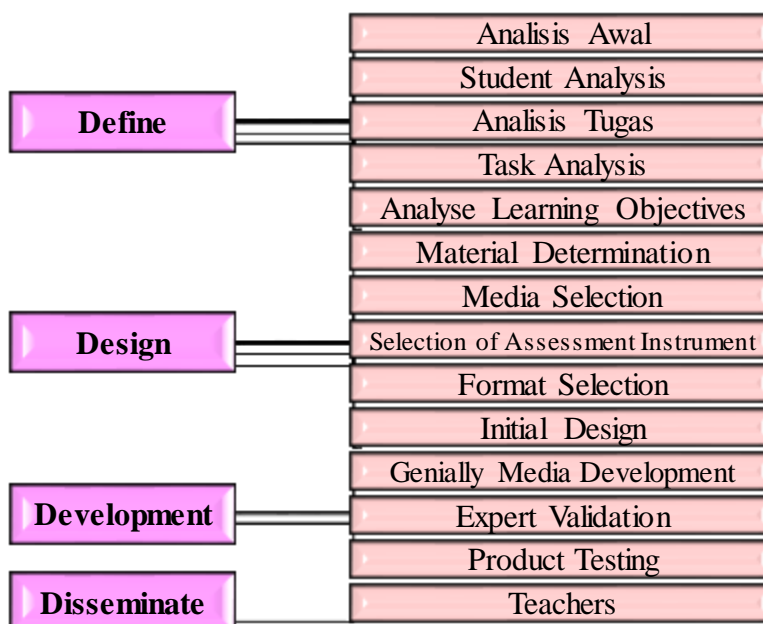 Define
Analisis Awal
Student Analysis
Analisis Tugas
Task Analysis
Analyse Learning Objectives
Design
Material Determination
Media Selection
Selection of Assessment Instrument
Format Selection
Initial Design
Development
Genially Media Development
Expert Validation
Product Testing
Disseminate
Teachers